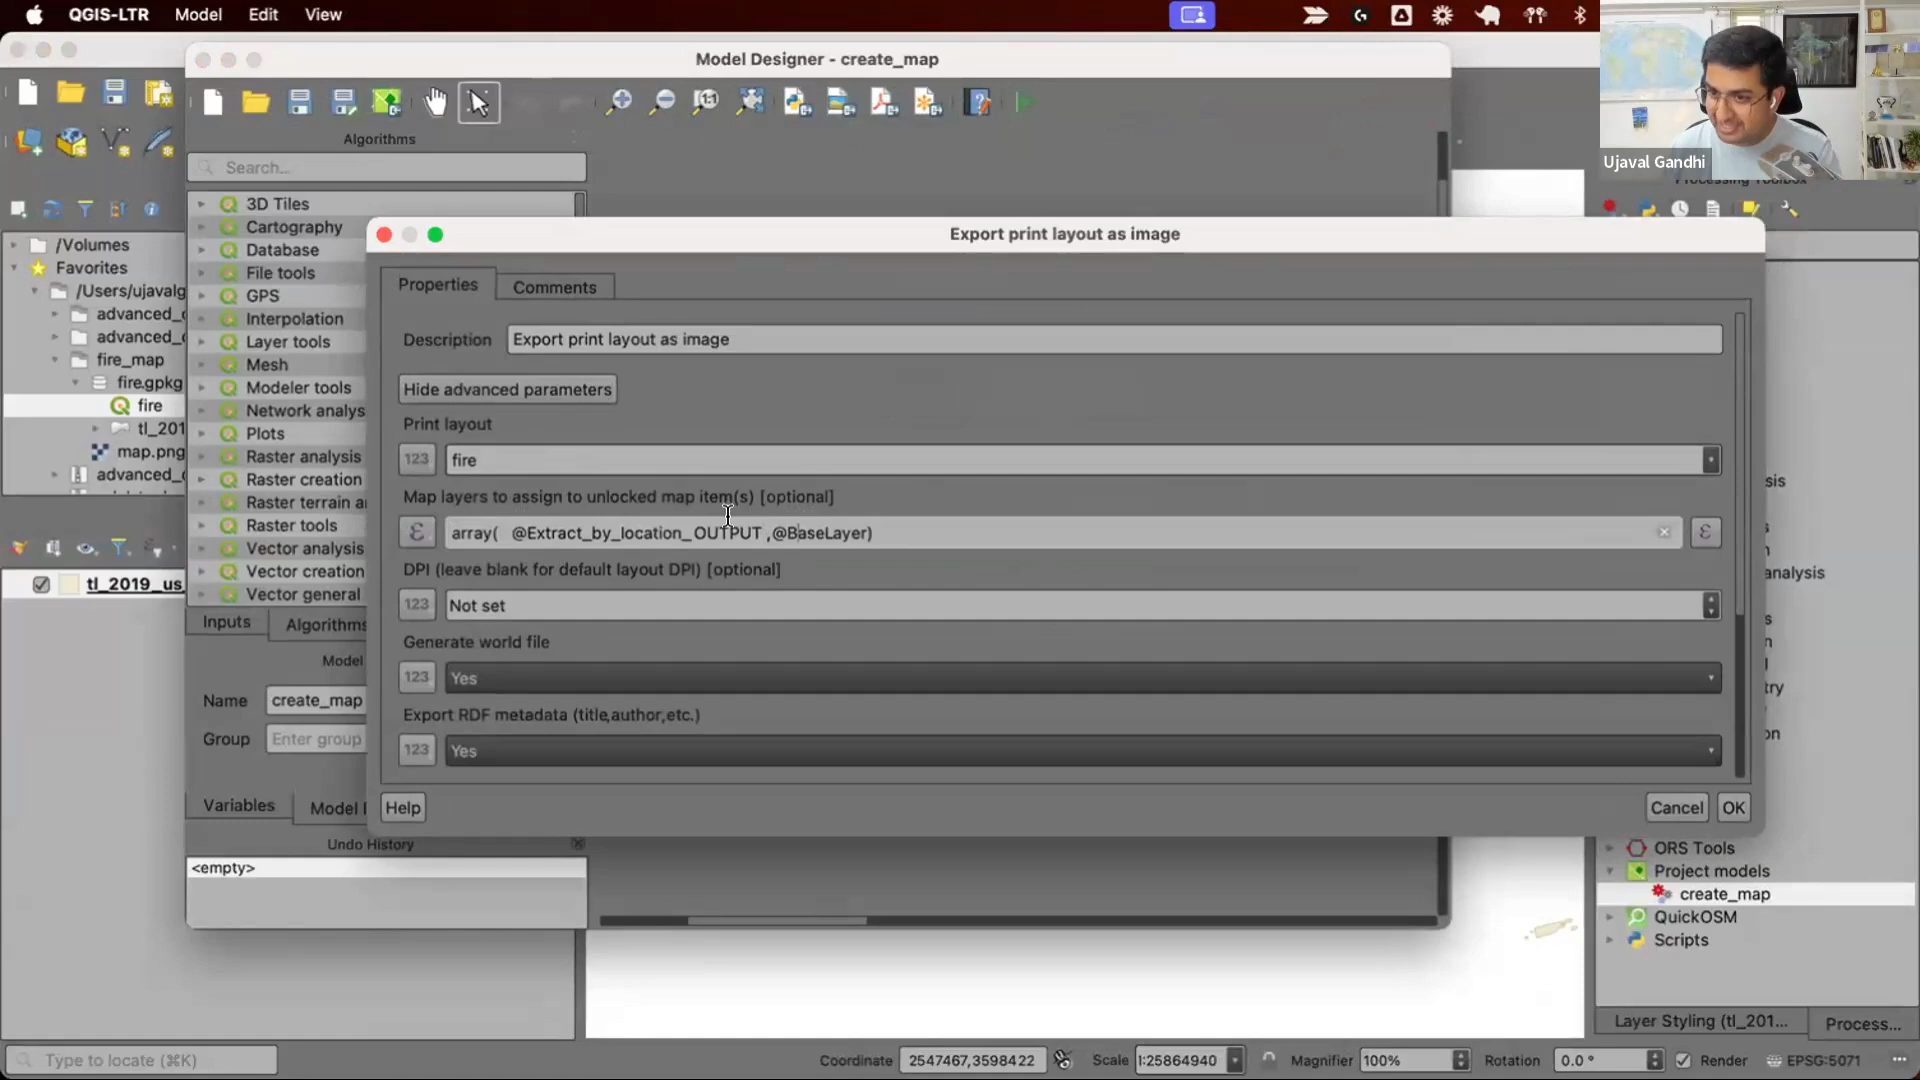 QGIS-LTR Model Edit View
Model Designer - create_map
Ujaval Gandhi
Algorithms
Search...
3D Tiles
Cartography
Database
File tools
GPS
Interpolation
Layer tools
Mesh
Modeler tools
Network analys
Plots
Raster analysis
Raster creation
Raster terrain a
Raster tools
Vector analysis
Vector creation
Vector general
/Volumes
Favorites
/Users/ujavalg
advanced_
advanced_
fire_map
fire.gpkg
fire
tl_201
map.png
advanced_
tl_2019_us
Inputs Algorithms
Model
Name create_map
Group Enter group
Variables Model
Undo History
<empty>
Export print layout as image
Properties Comments
Description Export print layout as image
Hide advanced parameters
Print layout
123 fire
Map layers to assign to unlocked map item(s) [optional]
ε array( @Extract_by_location_OUTPUT ,@BaseLayer) ε
DPI (leave blank for default layout DPI) [optional]
123 Not set
Generate world file
123 Yes
Export RDF metadata (title,author,etc.)
123 Yes
Help Cancel OK
sis
analysis
s
try
on
ORS Tools
Project models
create_map
QuickOSM
Scripts
Layer Styling (tl_201... Process...
Type to locate (⌘K) Coordinate 2547467,3598422 Scale 1:25864940 Magnifier 100% Rotation 0.0 ° Render EPSG:5071